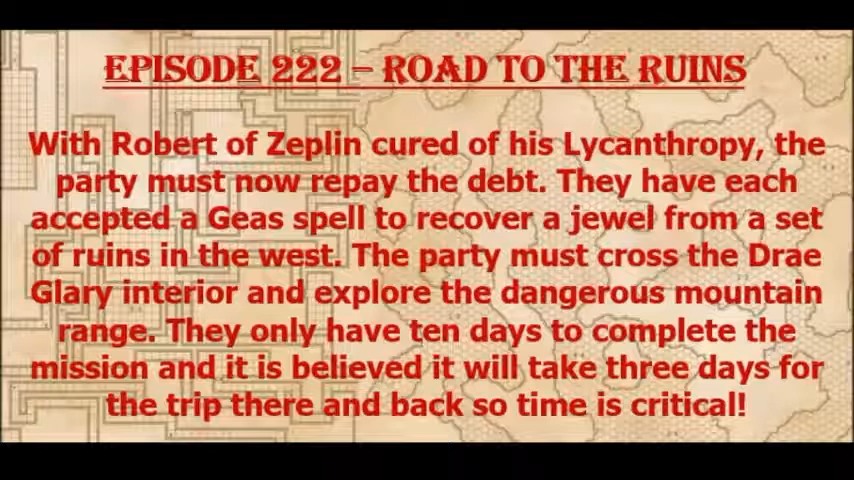 EPISODE 222 – ROAD TO THE RUINS
With Robert of Zeplin cured of his Lycanthropy, the
party must now repay the debt. They have each
accepted a Geas spell to recover a jewel from a set
of ruins in the west. The party must cross the Drae
Glary interior and explore the dangerous mountain
range. They only have ten days to complete the
mission and it is believed it will take three days for
the trip there and back so time is critical!